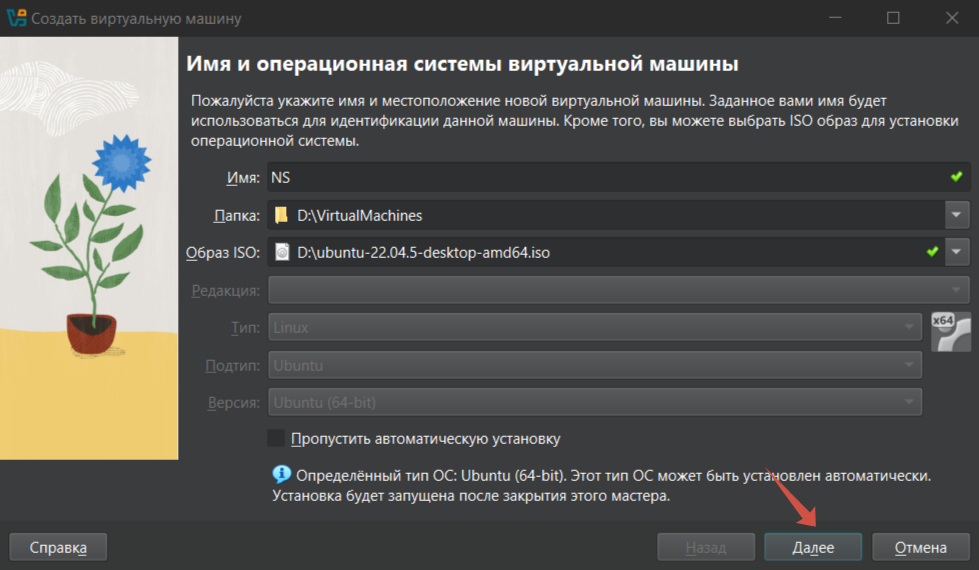 Создать виртуальную машину
Имя и операционная системы виртуальной машины
Пожалуйста укажите имя и местоположение новой виртуальной машины. Заданное вами имя будет
использоваться для идентификации данной машины. Кроме того, вы можете выбрать ISO образ для установки
операционной системы.
Имя: NS
Папка: D:\VirtualMachines
Образ ISO: D:\ubuntu-22.04.5-desktop-amd64.iso
Редакция:
Тип: Linux
x64
Подтип: Ubuntu
Версия: Ubuntu (64-bit)
Пропустить автоматическую установку
Определённый тип ОС: Ubuntu (64-bit). Этот тип ОС может быть установлен автоматически.
Установка будет запущена после закрытия этого мастера.
Справка Назад Далее Отмена